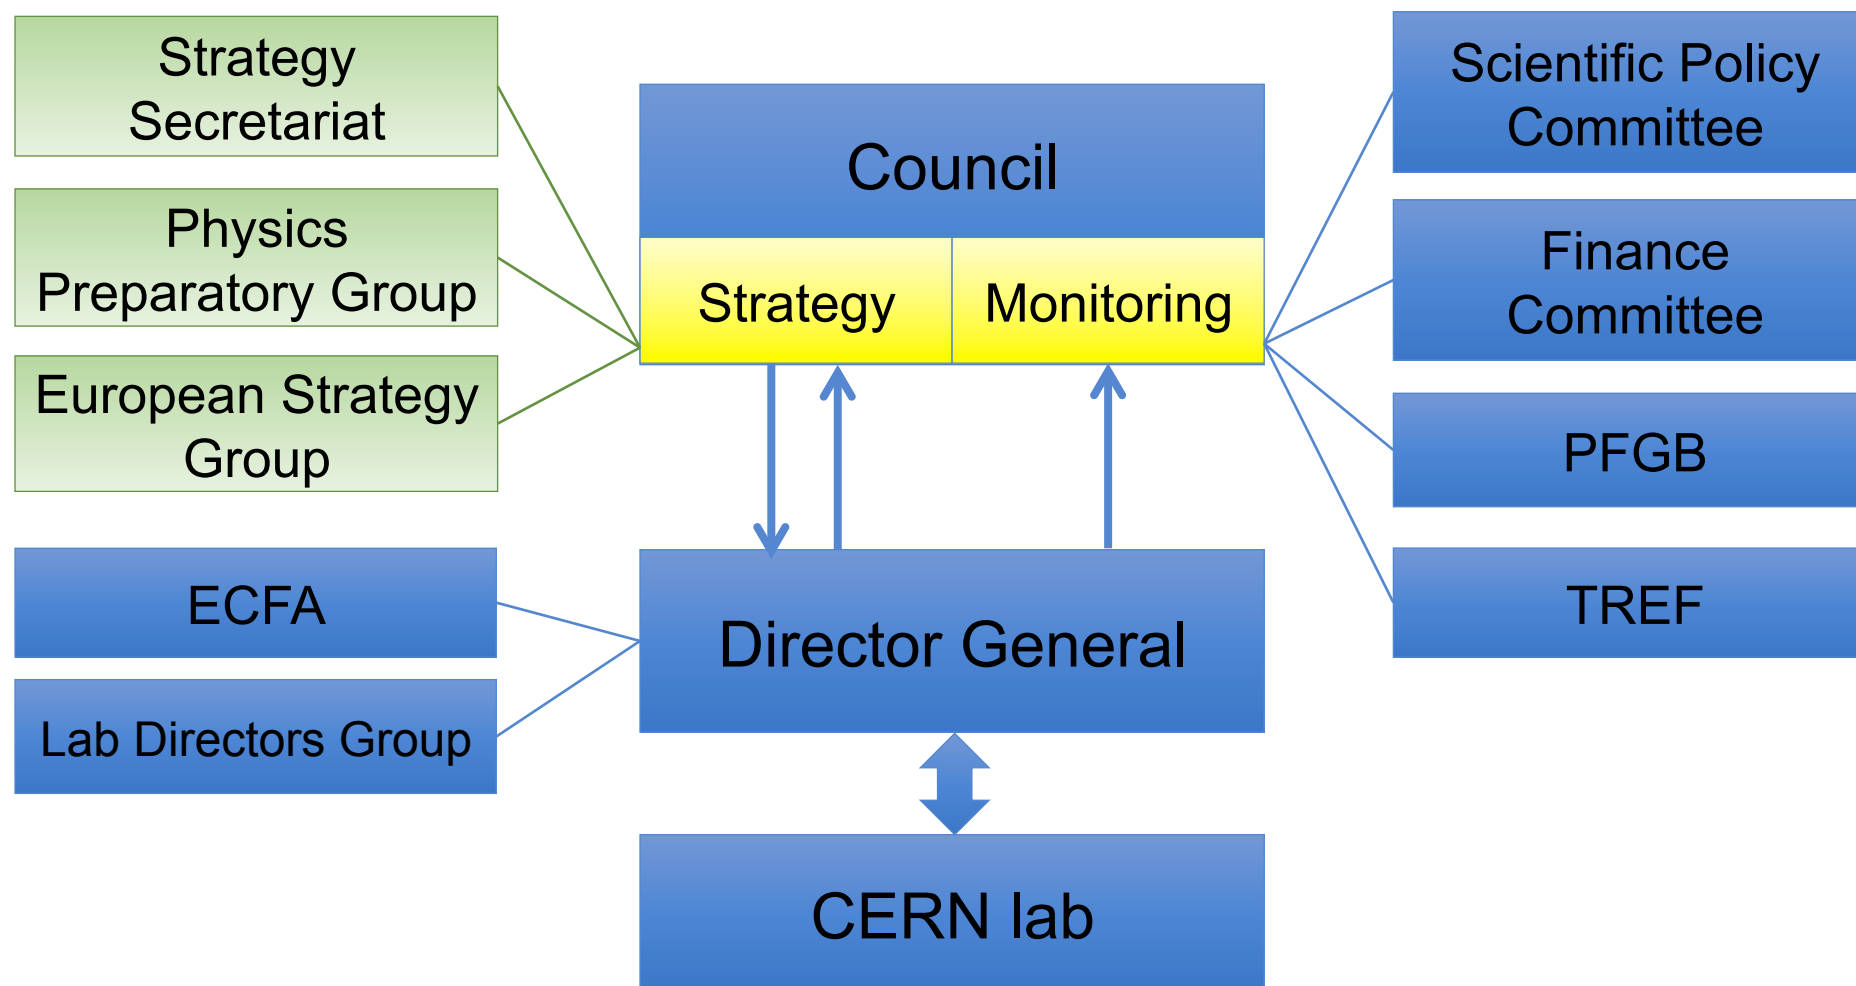 Strategy
Secretariat
Physics
Preparatory Group
European Strategy
Group
ECFA
Lab Directors Group
Council
Strategy
Monitoring
Director General
CERN lab
Scientific Policy
Committee
Finance
Committee
PFGB
TREF